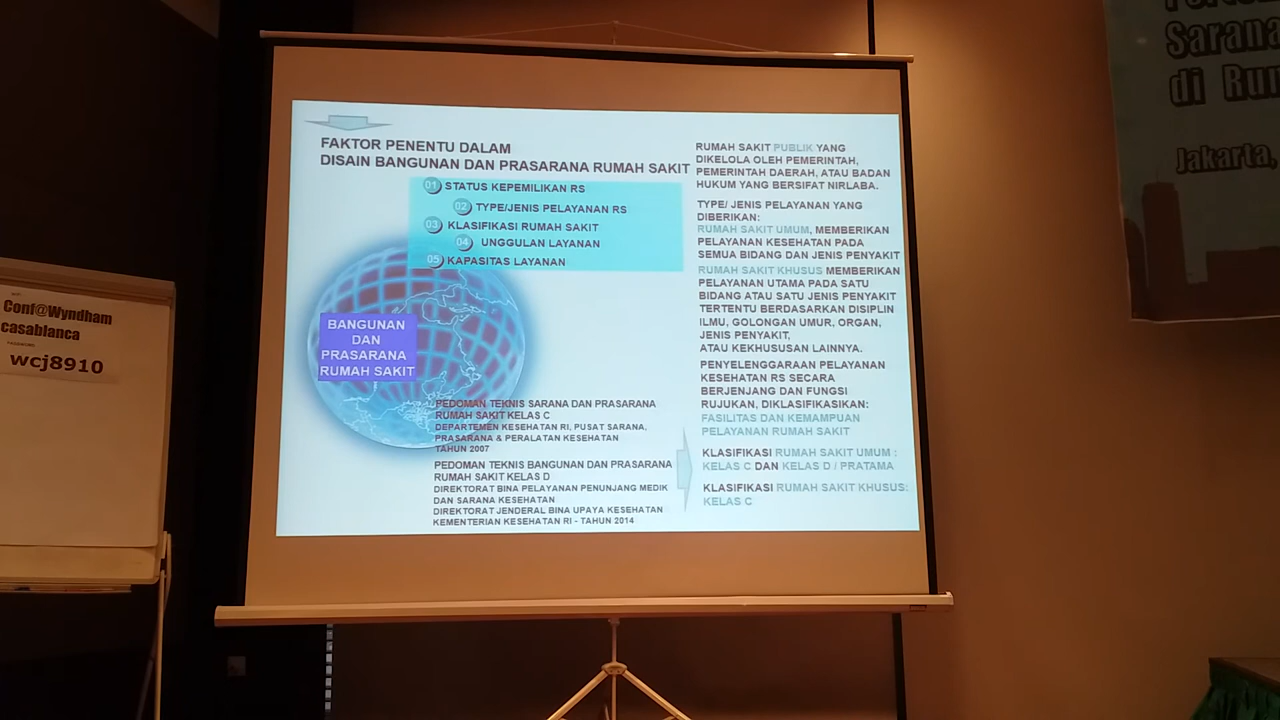 FAKTOR PENENTU DALAM
DISAIN BANGUNAN DAN PRASARANA RUMAH SAKIT
01 STATUS KEPEMILIKAN RS
02 TYPE/JENIS PELAYANAN RS
03 KLASIFIKASI RUMAH SAKIT
04 UNGGULAN LAYANAN
05 KAPASITAS LAYANAN
BANGUNAN
DAN
PRASARANA
RUMAH SAKIT
PEDOMAN TEKNIS SARANA DAN PRASARANA
RUMAH SAKIT KELAS C
DEPARTEMEN KESEHATAN RI, PUSAT SARANA,
PRASARANA & PERALATAN KESEHATAN
TAHUN 2007
PEDOMAN TEKNIS BANGUNAN DAN PRASARANA
RUMAH SAKIT KELAS D
DIREKTORAT BINA PELAYANAN PENUNJANG MEDIK
DAN SARANA KESEHATAN
DIREKTORAT JENDERAL BINA UPAYA KESEHATAN
KEMENTERIAN KESEHATAN RI - TAHUN 2014
RUMAH SAKIT PUBLIK YANG
DIKELOLA OLEH PEMERINTAH,
PEMERINTAH DAERAH, ATAU BADAN
HUKUM YANG BERSIFAT NIRLABA.
TYPE/ JENIS PELAYANAN YANG
DIBERIKAN:
RUMAH SAKIT UMUM, MEMBERIKAN
PELAYANAN KESEHATAN PADA
SEMUA BIDANG DAN JENIS PENYAKIT
RUMAH SAKIT KHUSUS MEMBERIKAN
PELAYANAN UTAMA PADA SATU
BIDANG ATAU SATU JENIS PENYAKIT
TERTENTU BERDASARKAN DISIPLIN
ILMU, GOLONGAN UMUR, ORGAN,
JENIS PENYAKIT,
ATAU KEKHUSUSAN LAINNYA.
PENYELENGGARAAN PELAYANAN
KESEHATAN RS SECARA
BERJENJANG DAN FUNGSI
RUJUKAN, DIKLASIFIKASIKAN:
FASILITAS DAN KEMAMPUAN
PELAYANAN RUMAH SAKIT
KLASIFIKASI RUMAH SAKIT UMUM :
KELAS C DAN KELAS D / PRATAMA
KLASIFIKASI RUMAH SAKIT KHUSUS:
KELAS C
Conf@Wyndham
casablanca
PASSWORD
wcj8910
Sarana
di Rum
Jakarta,